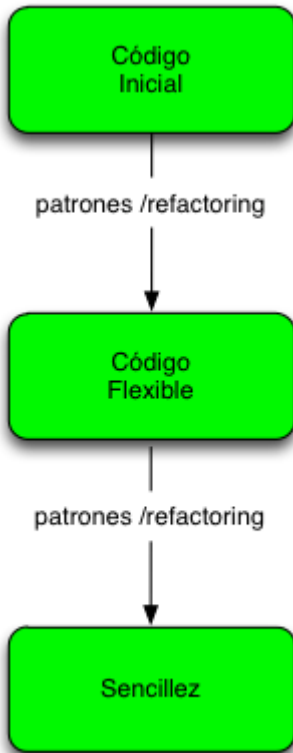 Código
Inicial
patrones /refactoring
Código
Flexible
patrones /refactoring
Sencillez